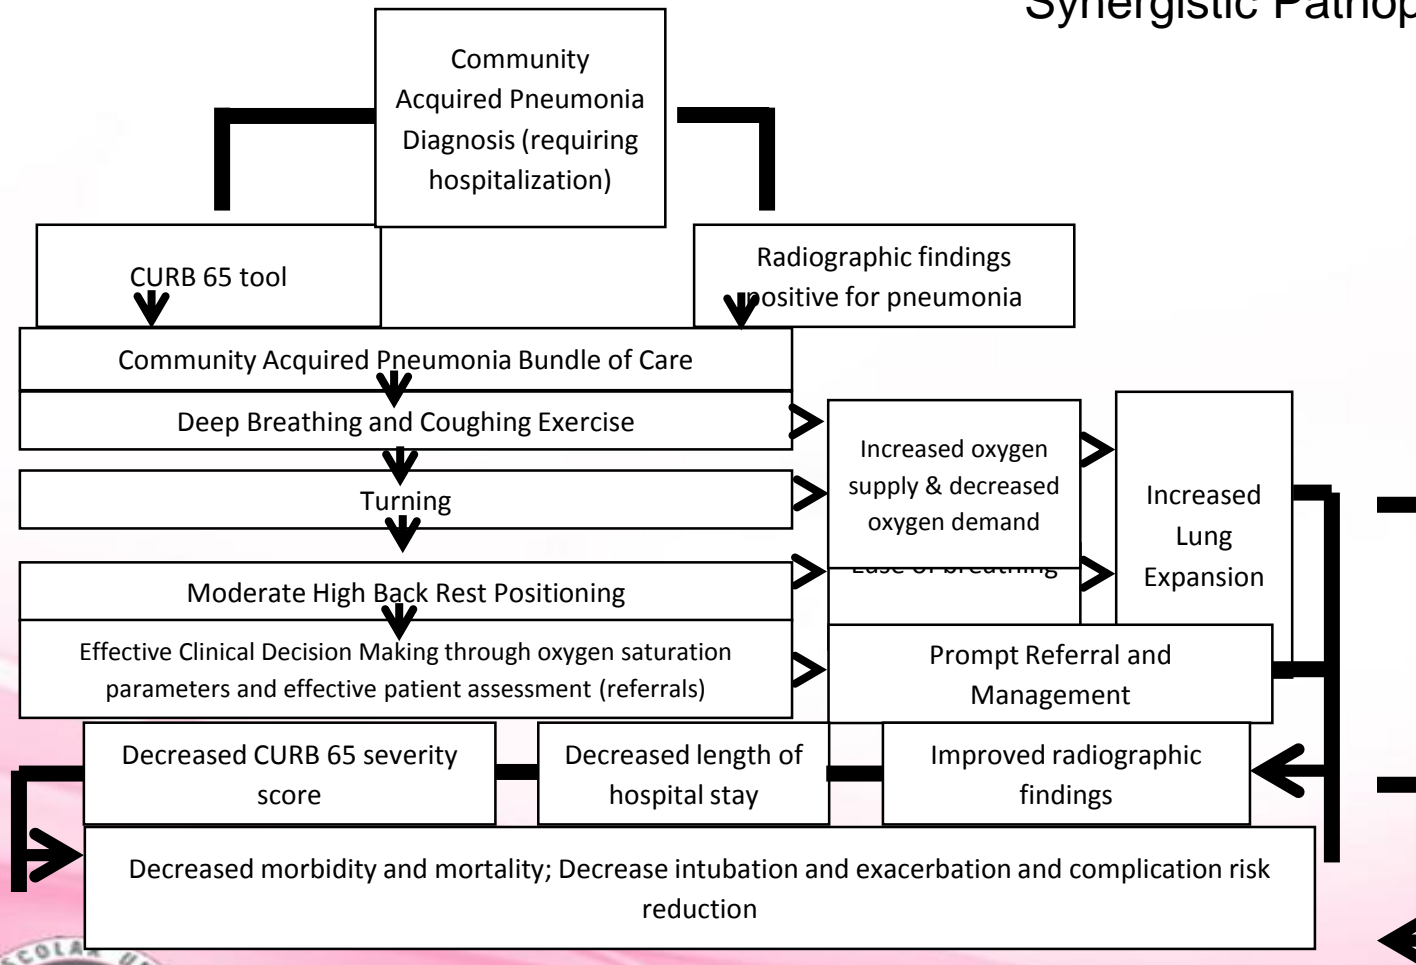 Synergistic Pathop
Community
Acquired Pneumonia
Diagnosis (requiring
hospitalization)
CURB 65 tool
Radiographic findings
positive for pneumonia
Community Acquired Pneumonia Bundle of Care
Deep Breathing and Coughing Exercise
Turning
Moderate High Back Rest Positioning
Effective Clinical Decision Making through oxygen saturation
parameters and effective patient assessment (referrals)
Increased oxygen
supply & decreased
oxygen demand
Ease of breathing
Increased
Lung
Expansion
Prompt Referral and
Management
Decreased CURB 65 severity
score
Decreased length of
hospital stay
Improved radiographic
findings
Decreased morbidity and mortality; Decrease intubation and exacerbation and complication risk
reduction
SCOLAR U